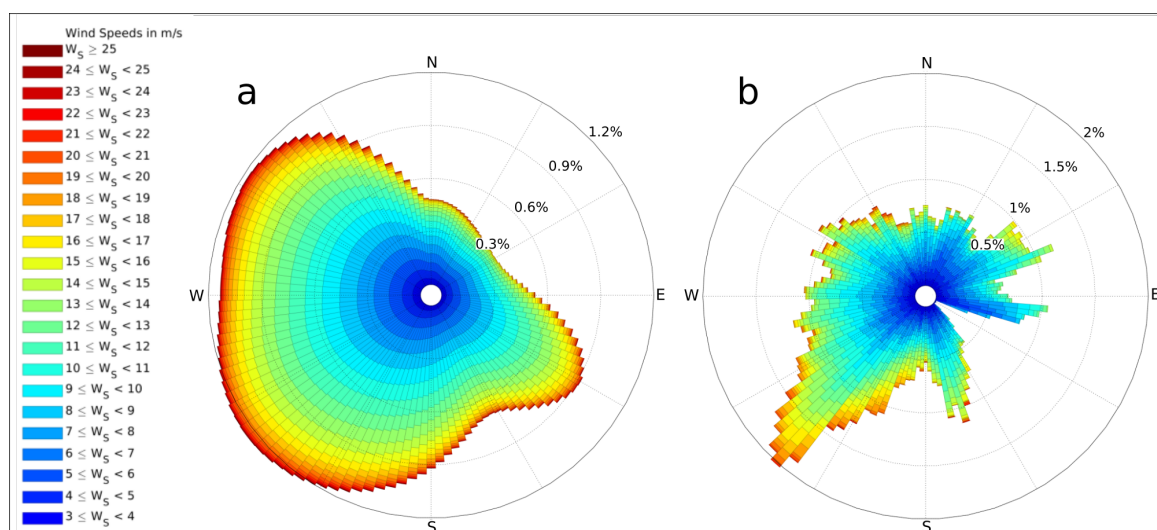 Wind Speeds in m/s
W_S ≥ 25
24 ≤ W_S < 25
23 ≤ W_S < 24
22 ≤ W_S < 23
21 ≤ W_S < 22
20 ≤ W_S < 21
19 ≤ W_S < 20
18 ≤ W_S < 19
17 ≤ W_S < 18
16 ≤ W_S < 17
15 ≤ W_S < 16
14 ≤ W_S < 15
13 ≤ W_S < 14
12 ≤ W_S < 13
11 ≤ W_S < 12
10 ≤ W_S < 11
9 ≤ W_S < 10
8 ≤ W_S < 9
7 ≤ W_S < 8
6 ≤ W_S < 7
5 ≤ W_S < 6
4 ≤ W_S < 5
3 ≤ W_S < 4
a
N
1.2%
0.9%
0.6%
0.3%
W
E
S
b
N
2%
1.5%
1%
0.5%
W
E
S